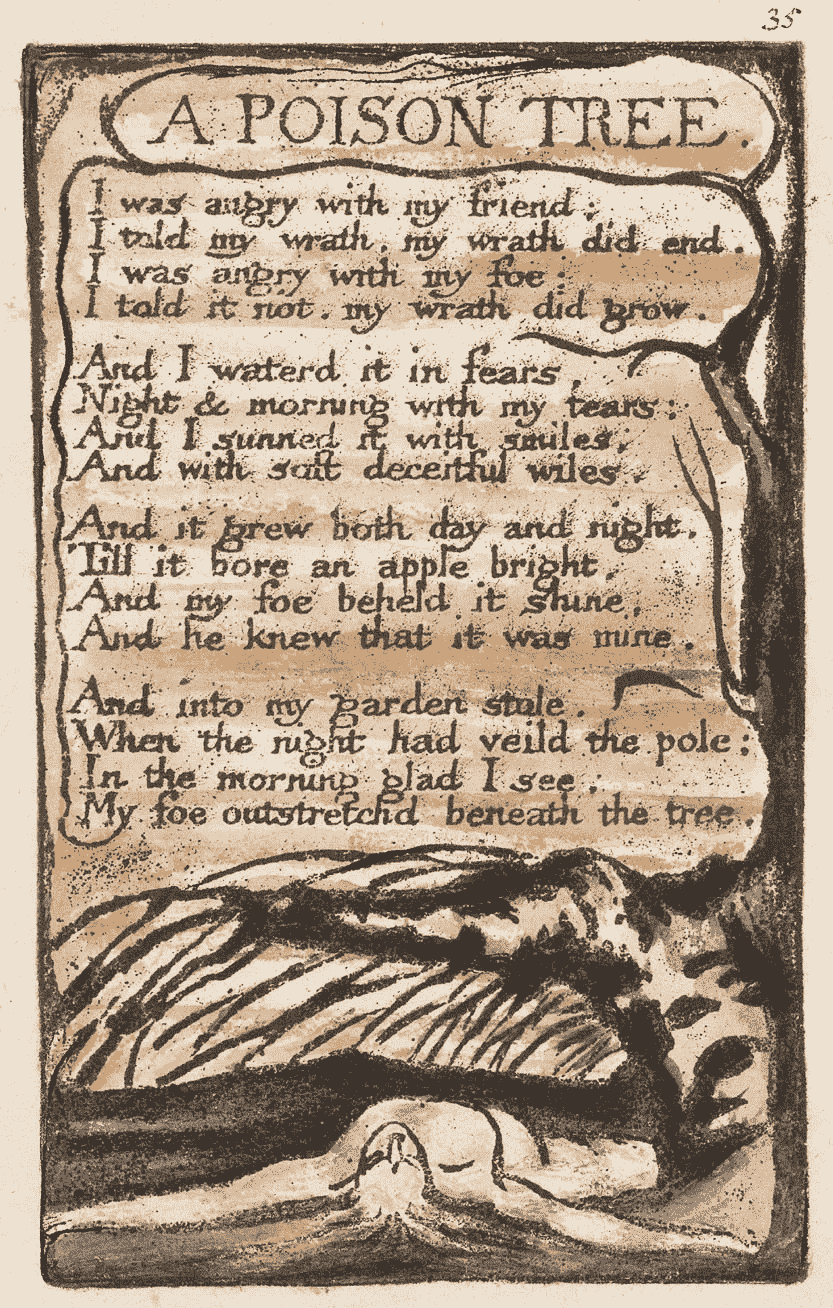 35
A POISON TREE.
I was angry with my friend:
I told my wrath, my wrath did end.
I was angry with my foe:
I told it not, my wrath did grow.
And I waterd it in fears,
Night & morning with my tears:
And I sunned it with smiles,
And with soft deceitful wiles.
And it grew both day and night,
Till it bore an apple bright.
And my foe beheld it shine,
And he knew that it was mine.
And into my garden stole.
When the night had veild the pole;
In the morning glad I see,
My foe outstretchd beneath the tree.